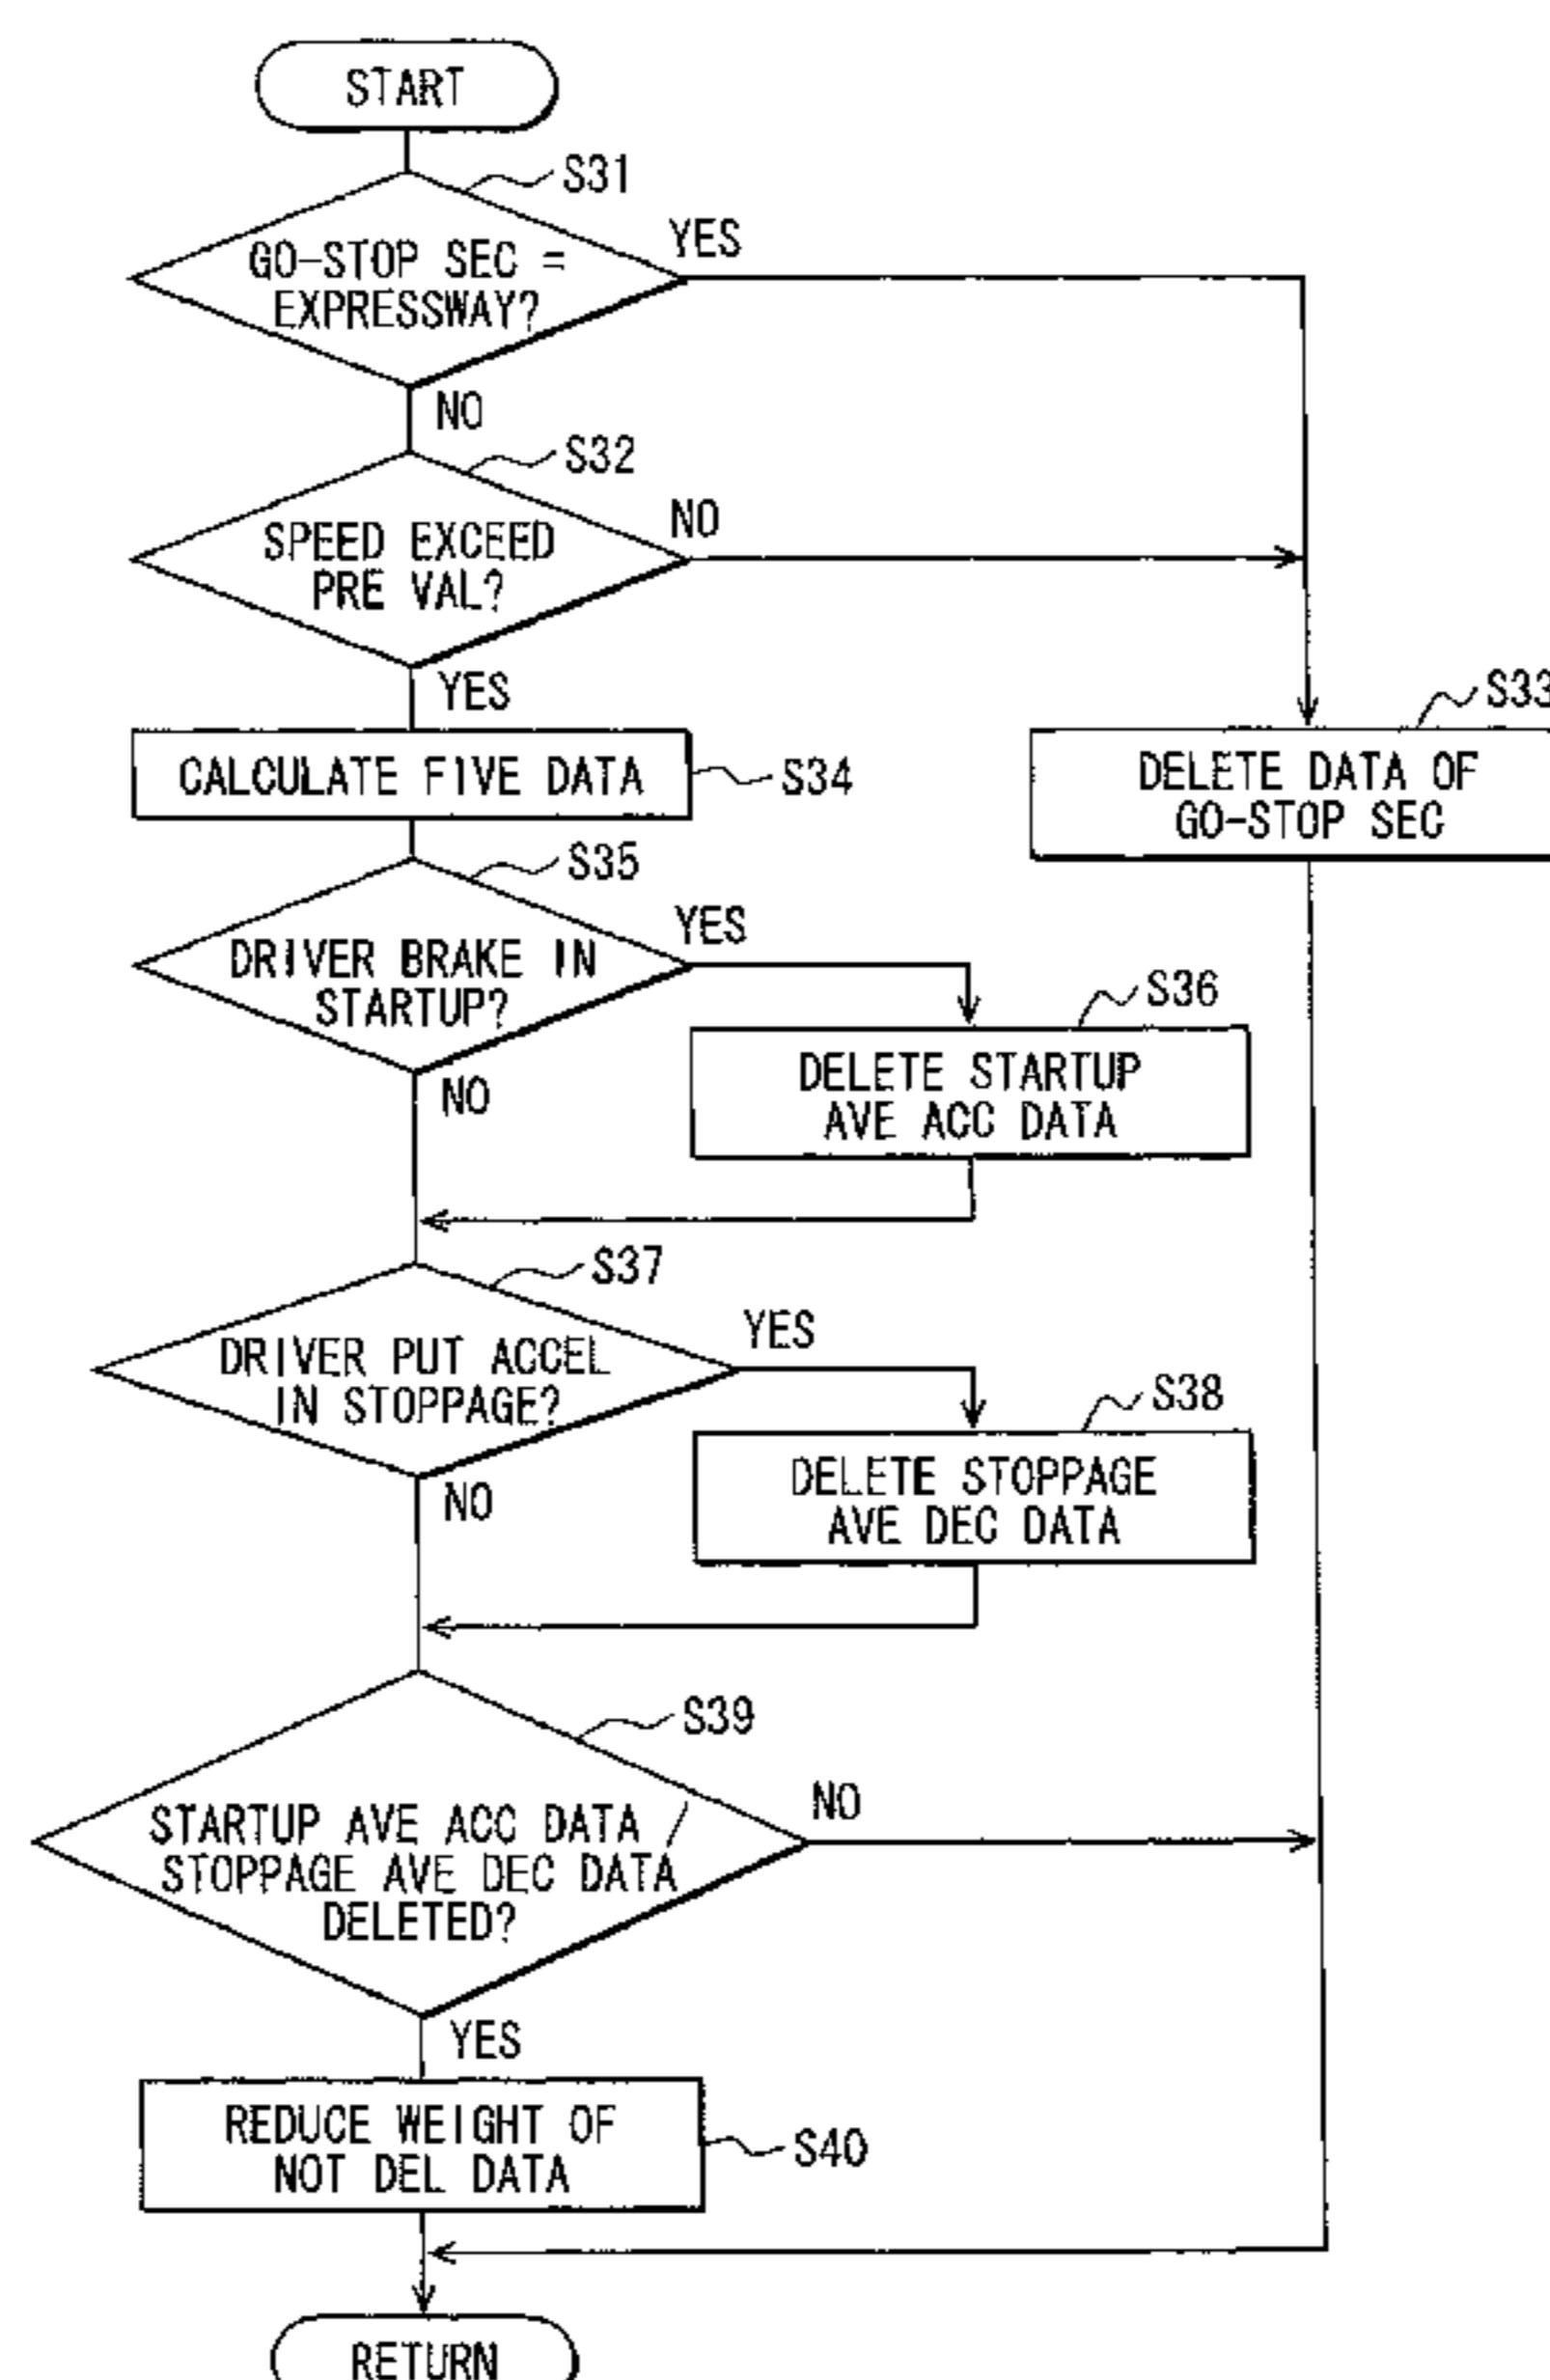 START
S31
GO-STOP SEC =
EXPRESSWAY?
YES
NO
S32
SPEED EXCEED
PRE VAL?
NO
YES
CALCULATE FIVE DATA
S34
S33
DELETE DATA OF
GO-STOP SEC
S35
DRIVER BRAKE IN
STARTUP?
YES
NO
S36
DELETE STARTUP
AVE ACC DATA
S37
DRIVER PUT ACCEL
IN STOPPAGE?
YES
NO
S38
DELETE STOPPAGE
AVE DEC DATA
S39
STARTUP AVE ACC DATA /
STOPPAGE AVE DEC DATA
DELETED?
NO
YES
REDUCE WEIGHT OF
NOT DEL DATA
S40
RETURN